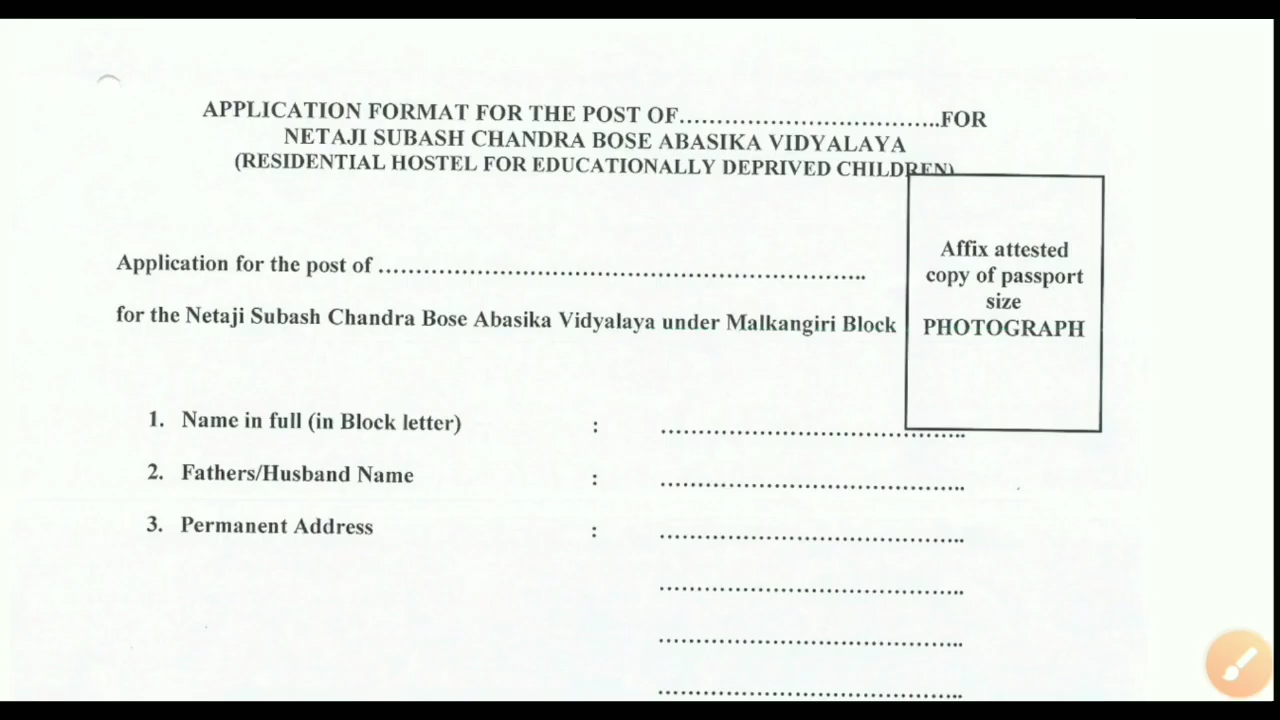 APPLICATION FORMAT FOR THE POST OF....................................FOR
NETAJI SUBASH CHANDRA BOSE ABASIKA VIDYALAYA
(RESIDENTIAL HOSTEL FOR EDUCATIONALLY DEPRIVED CHILDREN)
Affix attested
copy of passport
size
PHOTOGRAPH
Application for the post of ....................................................................
for the Netaji Subash Chandra Bose Abasika Vidyalaya under Malkangiri Block
1. Name in full (in Block letter) : ..........................................
2. Fathers/Husband Name : ..........................................
3. Permanent Address : ..........................................
..........................................
..........................................
..........................................